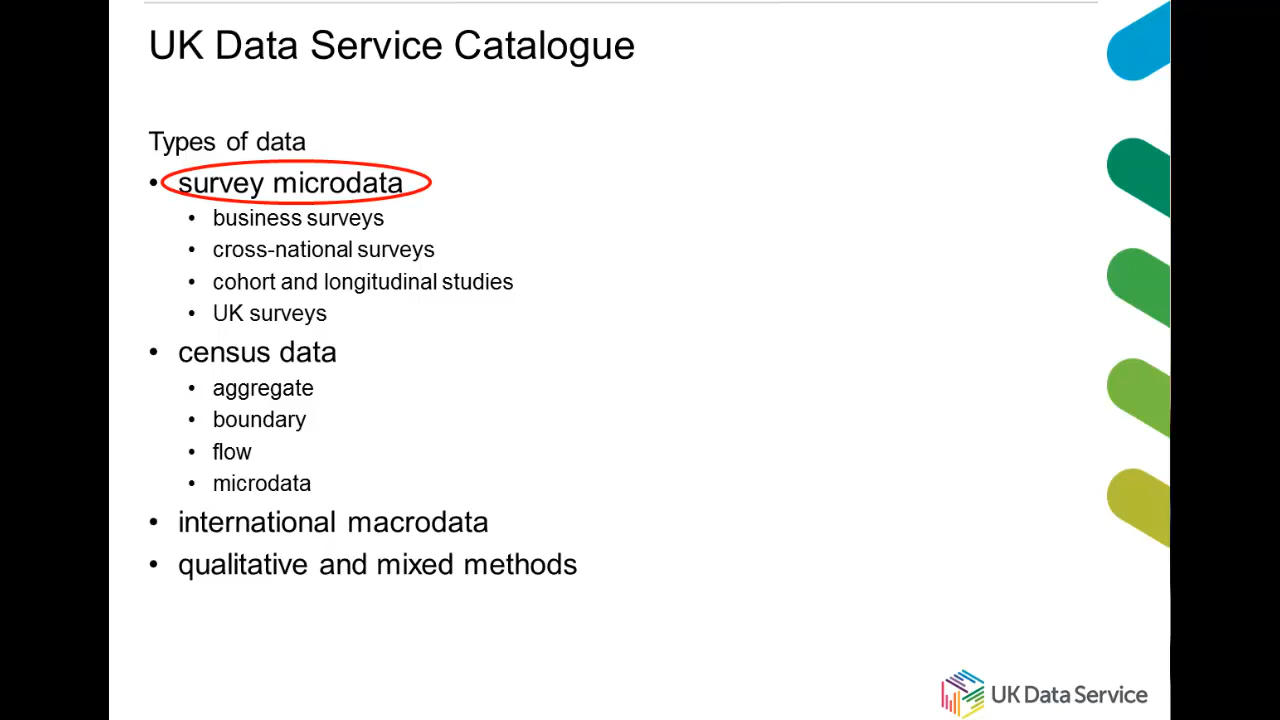 UK Data Service Catalogue
Types of data
• survey microdata
• business surveys
• cross-national surveys
• cohort and longitudinal studies
• UK surveys
• census data
• aggregate
• boundary
• flow
• microdata
• international macrodata
• qualitative and mixed methods
UK Data Service